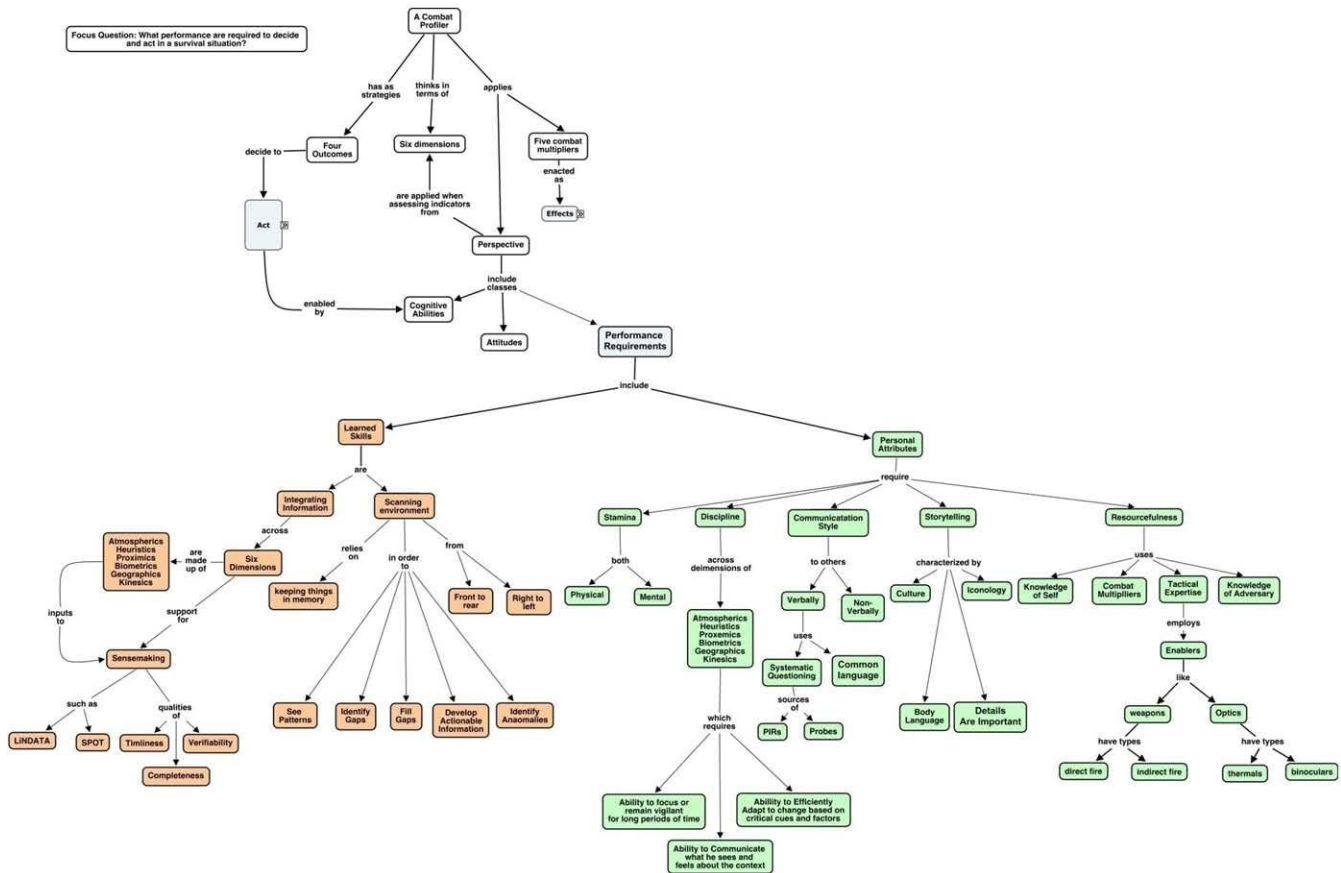 A Combat
Profiler
Focus Question: What performance are required to decide
and act in a survival situation?
has as
strategies
thinks in
terms of
applies
Four
Outcomes
Six dimensions
Five combat
multipliers
decide to
enacted
as
are applied when
assessing indicators
from
Effects
Act
Perspective
include
classes
enabled
by
Cognitive
Abilities
Attitudes
Performance
Requirements
include
Learned
Skills
Personal
Attributes
are
require
Integrating
Information
Scanning
environment
Stamina
Discipline
Communicatation
Style
Storytelling
Resourcefulness
across
Atmospherics
Heuristics
Proximics
Biometrics
Geographics
Kinesics
are
made
up of
Six
Dimensions
relies
on
in order
to
from
both
across
deimensions of
to others
characterized by
uses
keeping things
in memory
Front to
rear
Right to
left
Physical
Mental
Verbally
Non-
Verbally
Culture
Iconology
Knowledge
of Self
Combat
Multiplliers
Tactical
Expertise
Knowledge
of Adversary
inputs
to
support
for
Atmospherics
Heuristics
Proxemics
Biometrics
Geographics
Kinesics
uses
employs
Sensemaking
Systematic
Questioning
Common
language
Enablers
such as
qualities
of
See
Patterns
Identify
Gaps
Fill
Gaps
Develop
Actionable
Information
Identify
Anaomalies
which
requires
sources
of
Body
Language
Details
Are Important
like
weapons
Optics
LiNDATA
SPOT
Timliness
Verifiability
PIRs
Probes
have types
have types
Completeness
direct fire
indirect fire
thermals
binoculars
Ability to focus or
remain vigilant
for long periods of time
Abillity to Efficiently
Adapt to change based on
critical cues and factors
Ability to Communicate
what he sees and
feels about the context